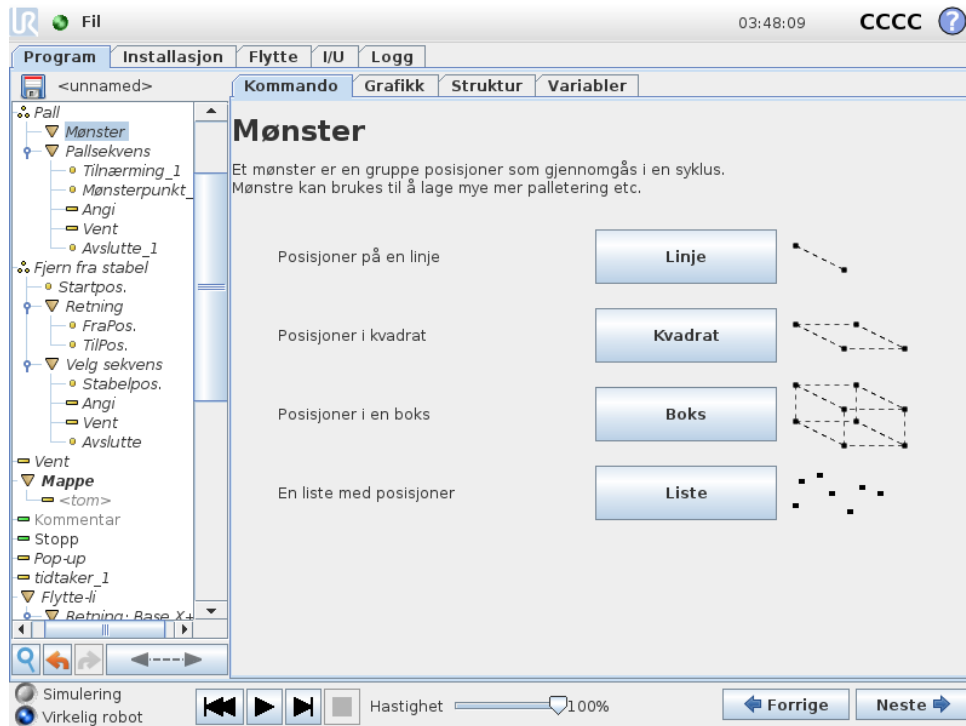 UR Fil 03:48:09 CCCC ?
Program Installasjon Flytte I/U Logg
<unnamed>
Kommando Grafikk Struktur Variabler
Pall
Mønster
Pallsekvens
Tilnærming_1
Mønsterpunkt_
Angi
Vent
Avslutte_1
Fjern fra stabel
Startpos.
Retning
FraPos.
TilPos.
Velg sekvens
Stabelpos.
Angi
Vent
Avslutte
Vent
Mappe
<tom>
Kommentar
Stopp
Pop-up
tidtaker_1
Flytte-li
Retning: Base X+
Mønster
Et mønster er en gruppe posisjoner som gjennomgås i en syklus.
Mønstre kan brukes til å lage mye mer palletering etc.
Posisjoner på en linje Linje
Posisjoner i kvadrat Kvadrat
Posisjoner i en boks Boks
En liste med posisjoner Liste
Simulering
Virkelig robot
Hastighet 100%
Forrige Neste